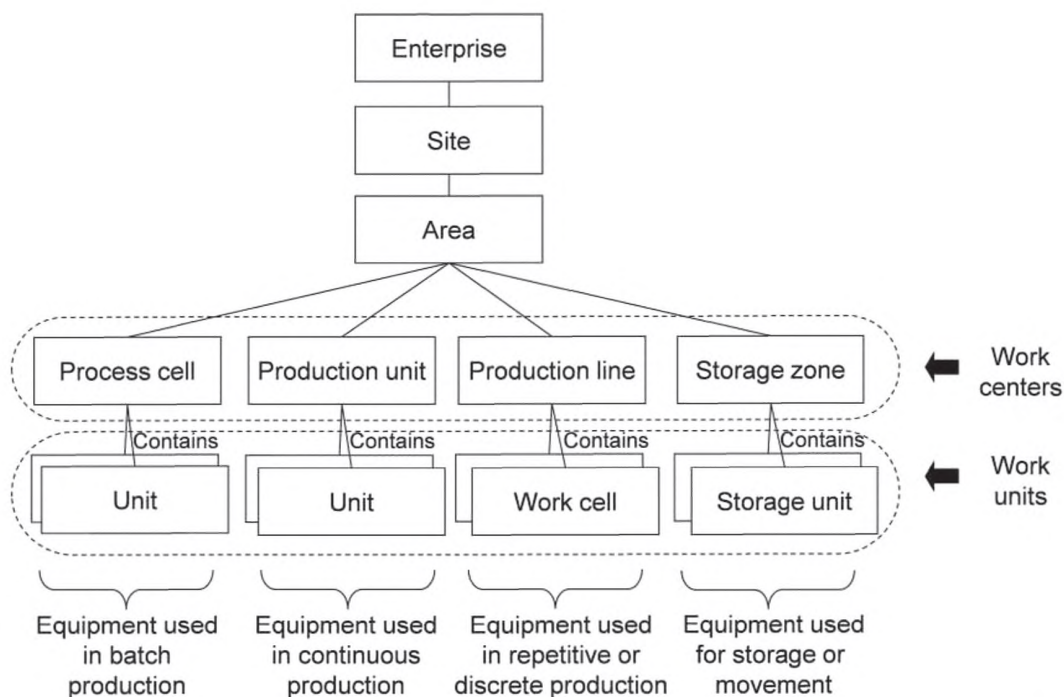 Enterprise
Site
Area
Process cell
Production unit
Production line
Storage zone
Work
centers
Contains
Contains
Contains
Contains
Unit
Unit
Work cell
Storage unit
Work
units
Equipment used
in batch
production
Equipment used
in continuous
production
Equipment used
in repetitive or
discrete production
Equipment used
for storage or
movement